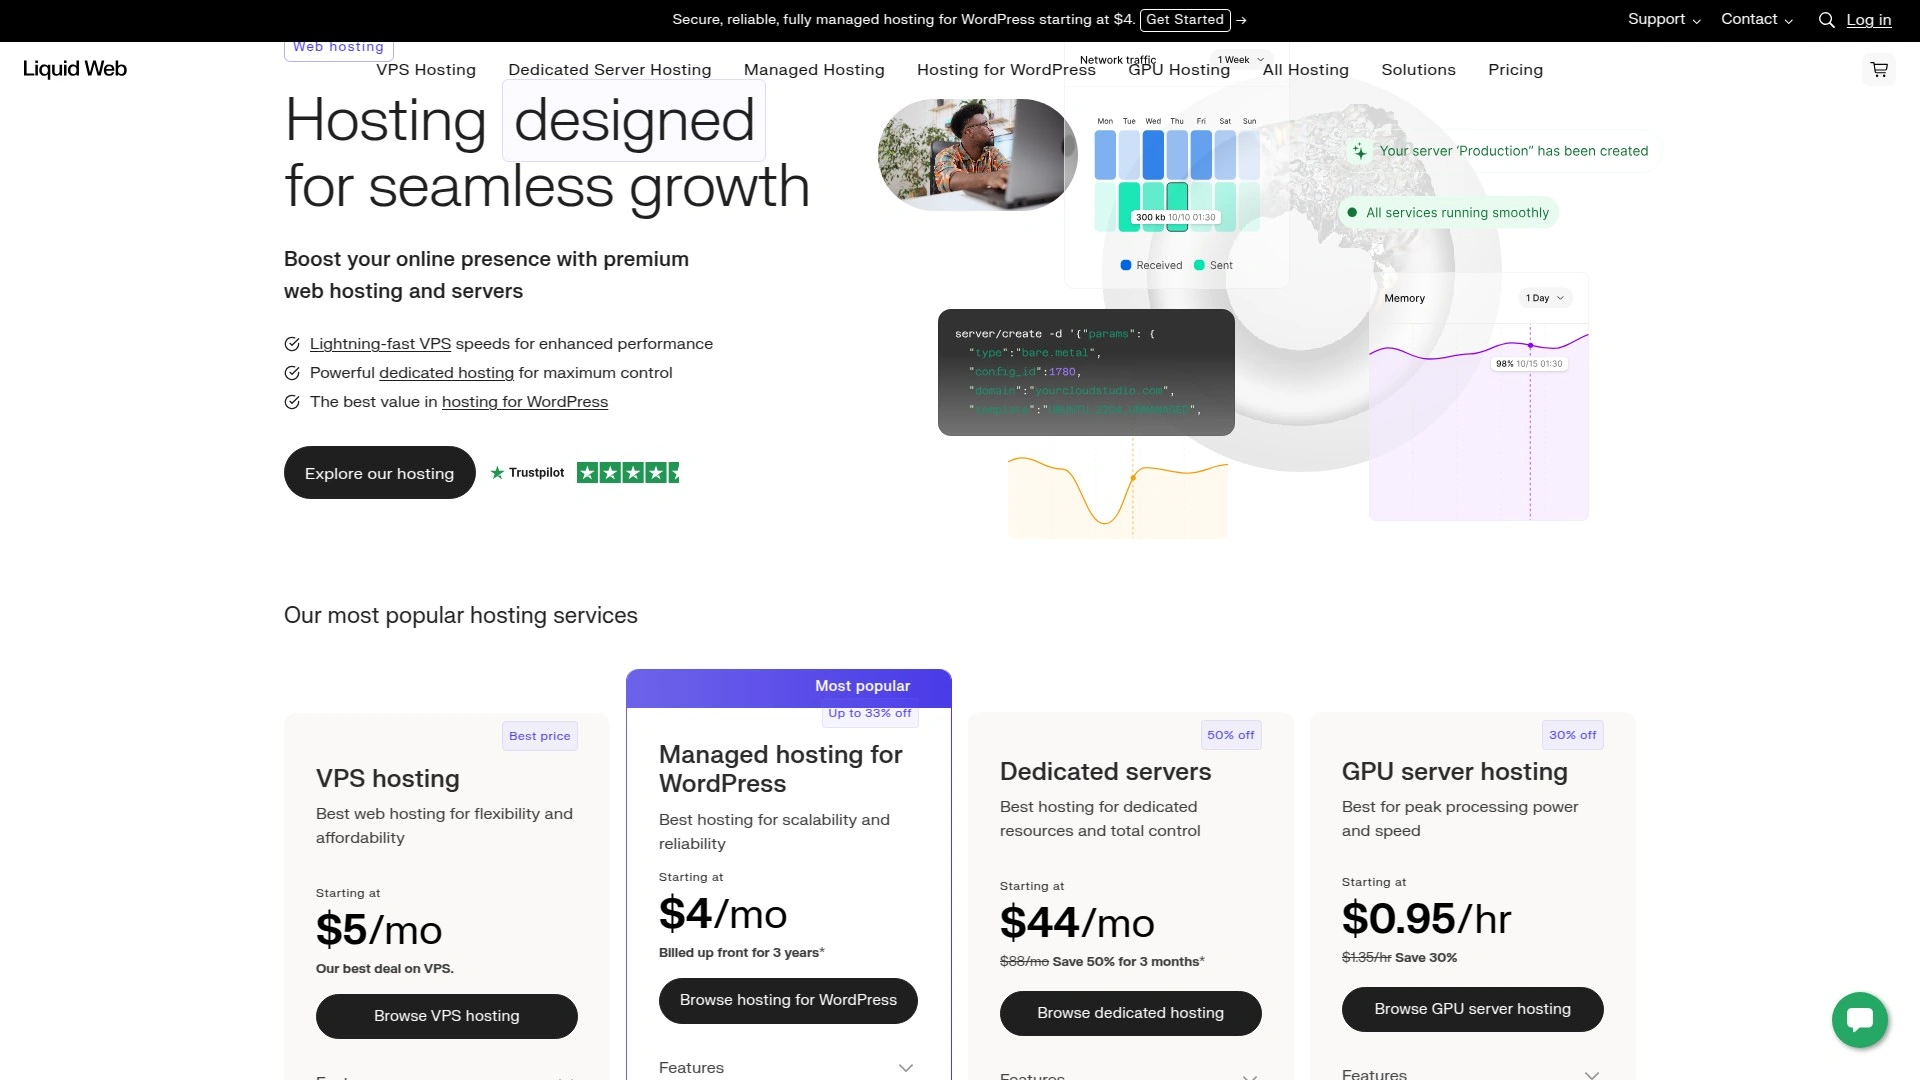 Secure, reliable, fully managed hosting for WordPress starting at $4. Get Started →
Support
Contact
Log in
Liquid Web
VPS Hosting
Dedicated Server Hosting
Managed Hosting
Hosting for WordPress
GPU Hosting
All Hosting
Solutions
Pricing
Web hosting
Hosting designed
for seamless growth
Boost your online presence with premium
web hosting and servers
Lightning-fast VPS speeds for enhanced performance
Powerful dedicated hosting for maximum control
The best value in hosting for WordPress
Explore our hosting
Trustpilot
Network traffic
1 Week
Mon Tue Wed Thu Fri Sat Sun
300 kb 10/10 01:30
Received Sent
Your server ‘Production” has been created
All services running smoothly
Memory
1 Day
98% 10/15 01:30
server/create -d '{"params": {
"type":"bare.metal",
"config_id":1780,
"domain":"yourcloudstudio.com",
Our most popular hosting services
Best price
VPS hosting
Best web hosting for flexibility and
affordability
Starting at
$5/mo
Our best deal on VPS.
Browse VPS hosting
Most popular
Up to 33% off
Managed hosting for
WordPress
Best hosting for scalability and
reliability
Starting at
$4/mo
Billed up front for 3 years*
Browse hosting for WordPress
Features
50% off
Dedicated servers
Best hosting for dedicated
resources and total control
Starting at
$44/mo
$88/mo Save 50% for 3 months*
Browse dedicated hosting
Features
30% off
GPU server hosting
Best for peak processing power
and speed
Starting at
$0.95/hr
$1.35/hr Save 30%
Browse GPU server hosting
Features